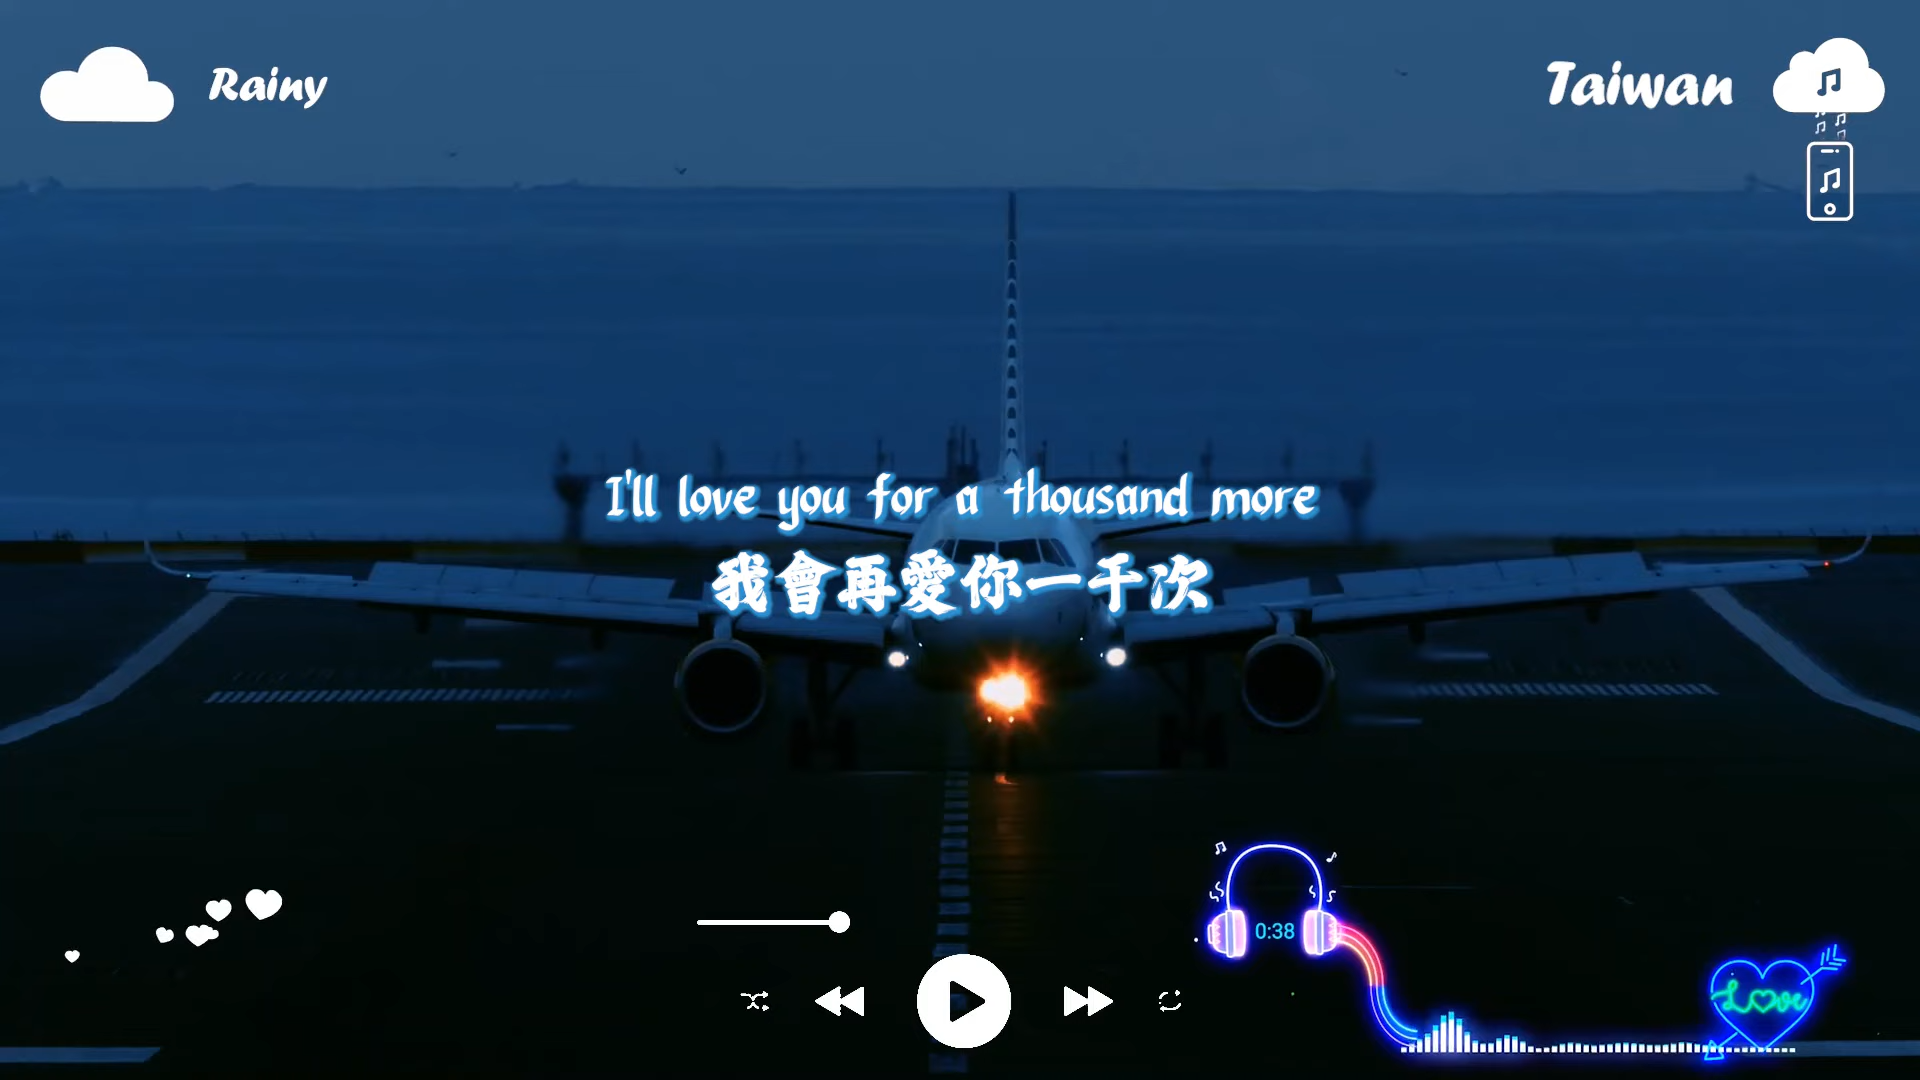 Rainy
Taiwan
I'll love you for a thousand more
我會再愛你一千次
0:38
Love